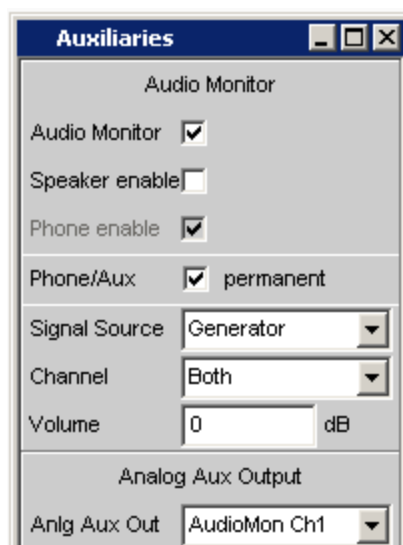 Auxiliaries
Audio Monitor
Audio Monitor
Speaker enable
Phone enable
Phone/Aux permanent
Signal Source Generator
Channel Both
Volume 0 dB
Analog Aux Output
Anlg Aux Out AudioMon Ch1